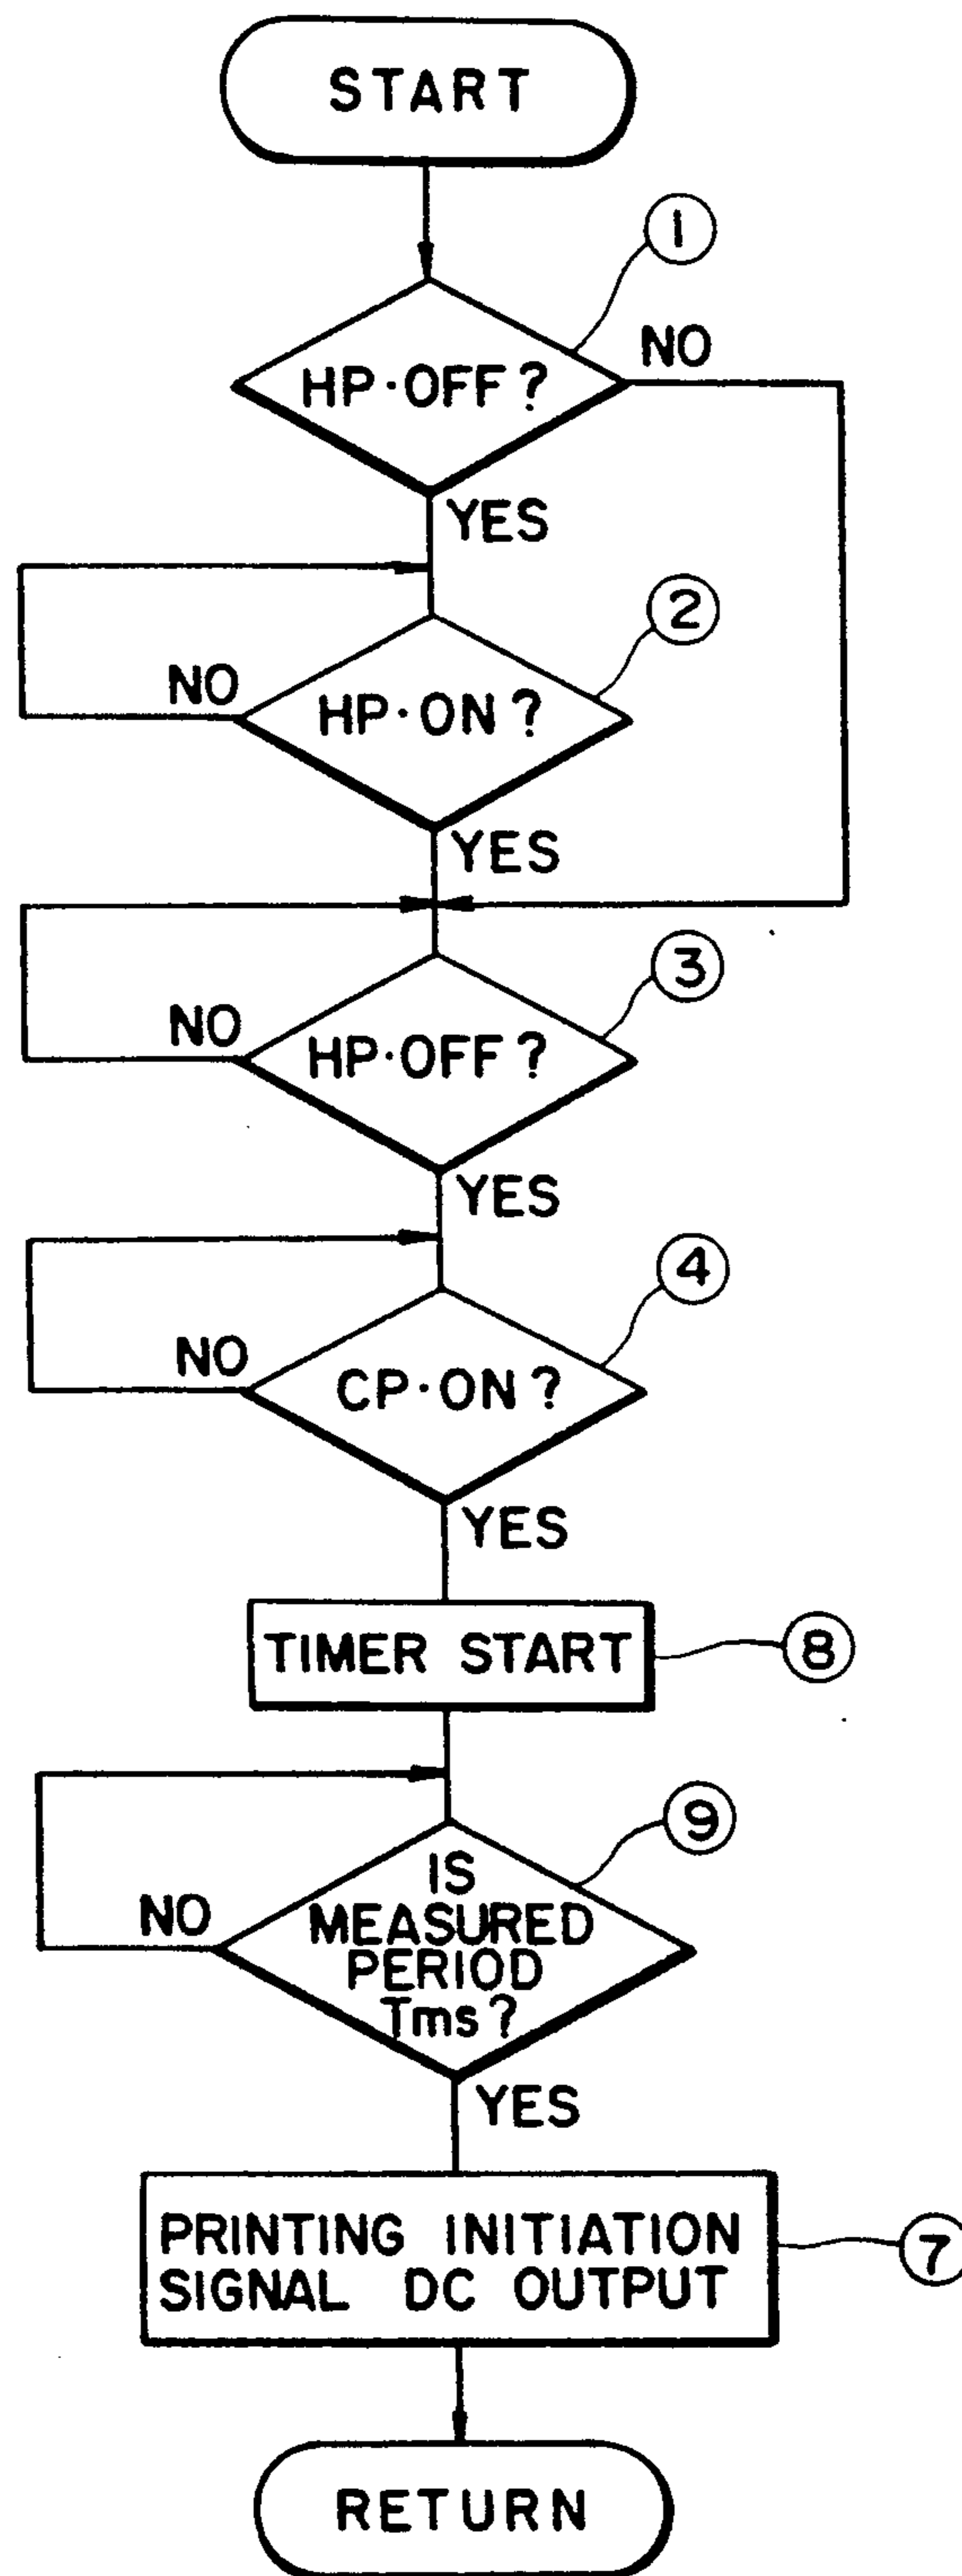 START
①
HP·OFF?
NO
YES
②
NO
HP·ON?
YES
③
NO
HP·OFF?
YES
④
NO
CP·ON?
YES
TIMER START
⑧
⑨
IS
MEASURED
NO
PERIOD
Tms?
YES
PRINTING INITIATION
SIGNAL DC OUTPUT
⑦
RETURN